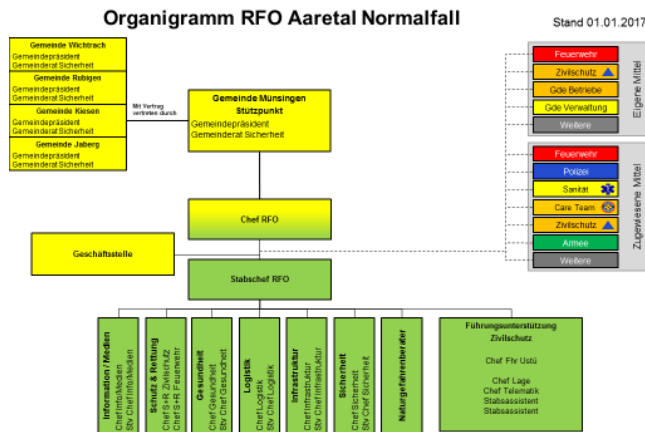 Organigramm RFO Aaretal Normalfall
Stand 01.01.2017
Gemeinde Wichtrach
Gemeindepräsident
Gemeinderat Sicherheit
Gemeinde Rubigen
Gemeindepräsident
Gemeinderat Sicherheit
Gemeinde Kiesen
Gemeindepräsident
Gemeinderat Sicherheit
Gemeinde Jaberg
Gemeindepräsident
Gemeinderat Sicherheit
Mit Vertrag
vertreten durch
Gemeinde Münsingen
Stützpunkt
Gemeindepräsident
Gemeinderat Sicherheit
Feuerwehr
Zivilschutz
Gde Betriebe
Gde Verwaltung
Weitere
Eigene Mittel
Feuerwehr
Polizei
Sanität
Care Team
Zivilschutz
Armee
Weitere
Zugewiesene Mittel
Chef RFO
Geschäftsstelle
Stabschef RFO
Information / Medien
Chef Info/Medien
Stv Chef Info/Medien
Schutz & Rettung
Chef S+R Zivilschutz
Chef S+R Feuerwehr
Gesundheit
Chef Gesundheit
Stv Chef Gesundheit
Logistik
Chef Logistik
Stv Chef Logistik
Infrastruktur
Chef Infrastruktur
Stv Chef Infrastruktur
Sicherheit
Chef Sicherheit
Stv Chef Sicherheit
Naturgefahrenberater
Führungsunterstützung
Zivilschutz
Chef Fhr Ustü
Chef Lage
Chef Telematik
Stabsassistent
Stabsassistent